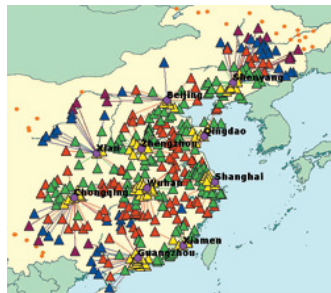 Shenyang
Beijing
Qingdao
Zhengzhou
Xian
Shanghai
Wuhan
Chongqing
Xiamen
Guangzhou